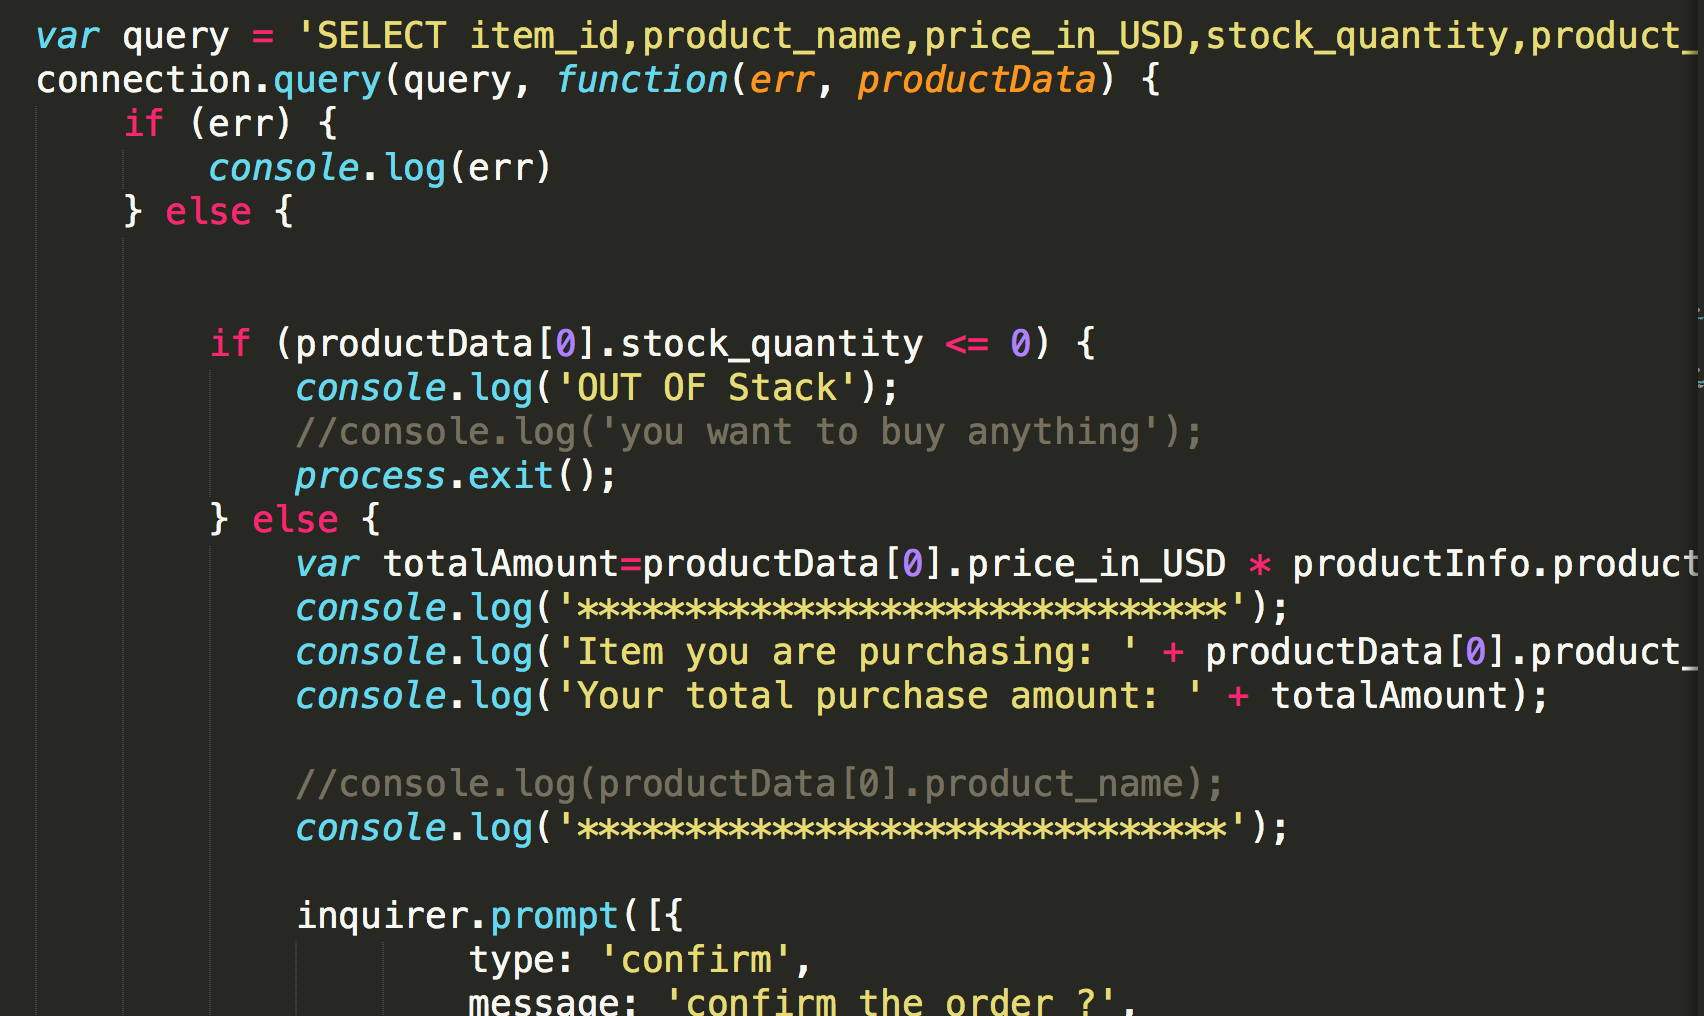 var query = 'SELECT item_id,product_name,price_in_USD,stock_quantity,product_
connection.query(query, function(err, productData) {
if (err) {
console.log(err)
} else {
if (productData[0].stock_quantity <= 0) {
console.log('OUT OF Stack');
//console.log('you want to buy anything');
process.exit();
} else {
var totalAmount=productData[0].price_in_USD * productInfo.product
console.log('******************************');
console.log('Item you are purchasing: ' + productData[0].product_
console.log('Your total purchase amount: ' + totalAmount);
//console.log(productData[0].product_name);
console.log('******************************');
inquirer.prompt([{
type: 'confirm',
message: 'confirm the order ?',